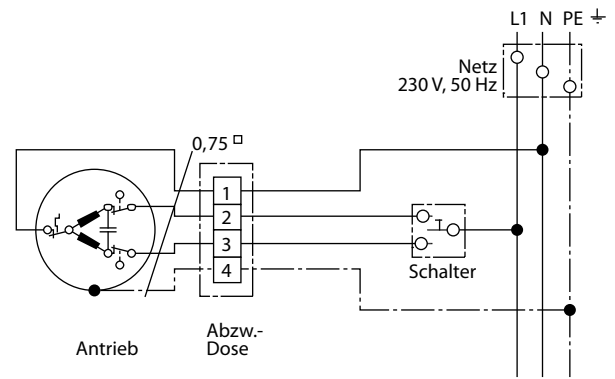 L1 N PE
Netz
230 V, 50 Hz
0,75
1
2
3
4
Schalter
Abzw.-
Dose
Antrieb